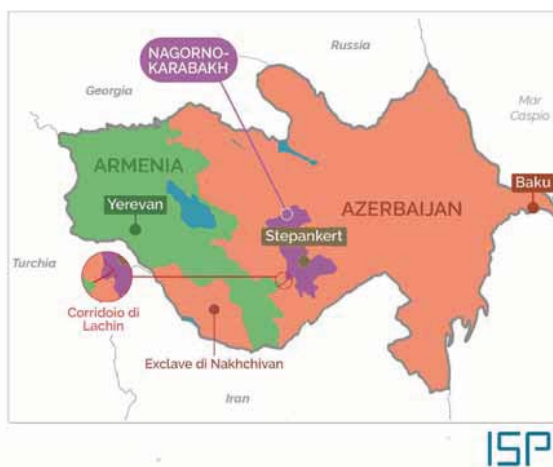 Russia
NAGORNO-
KARABAKH
Georgia
Mar
Caspio
ARMENIA
Baku
Yerevan
AZERBAIJAN
Stepankert
Turchia
Corridoio di
Lachin
Exclave di Nakhchivan
Iran
ISP